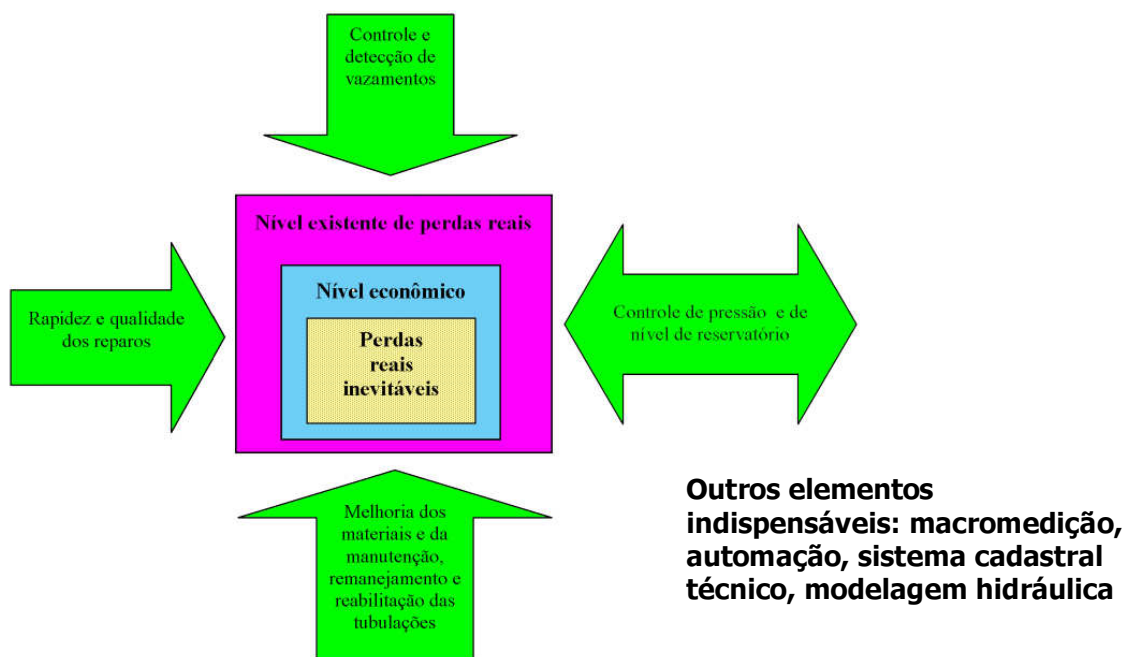 Controle e
detecção de
vazamentos
Nível existente de perdas reais
Nível econômico
Perdas
reais
inevitáveis
Rapidez e qualidade
dos reparos
Controle de pressão e de
nível de reservatório
Melhoria dos
materiais e da
manutenção,
remanejamento e
reabilitação das
tubulações
Outros elementos
indispensáveis: macromedição,
automação, sistema cadastral
técnico, modelagem hidráulica